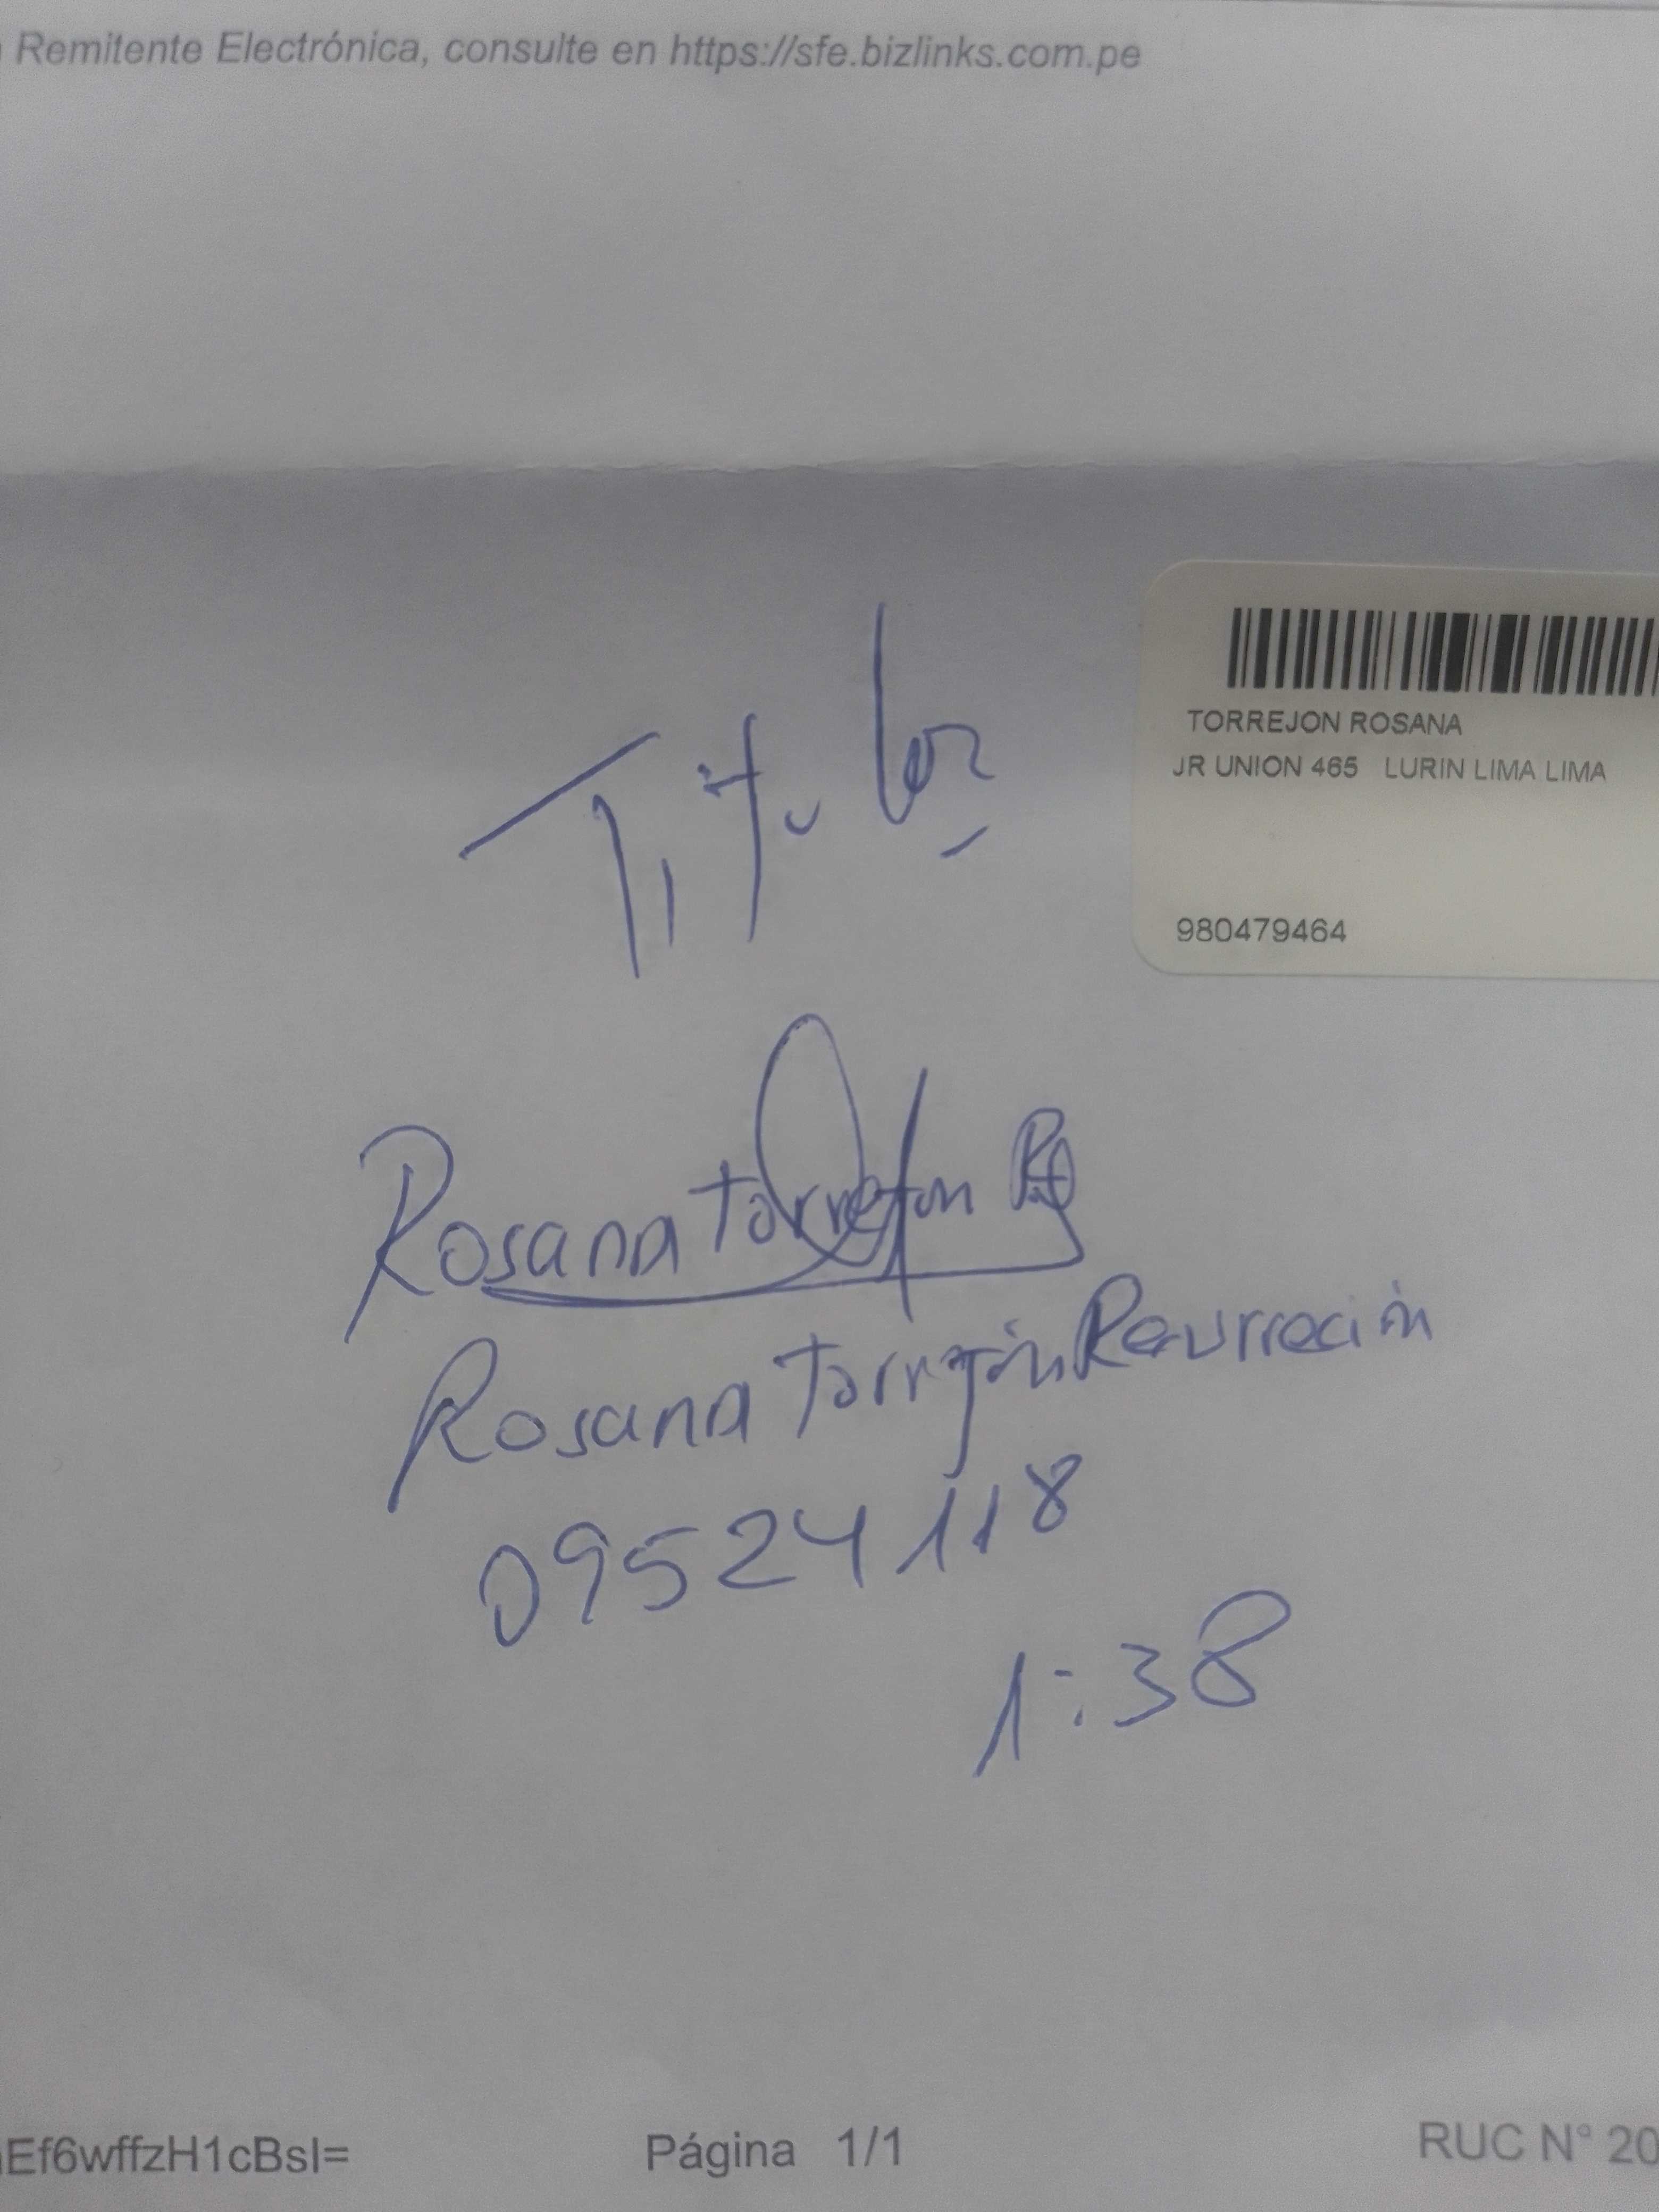 Remitente Electrónica, consulte en https://sfe.bizlinks.com.pe
TORREJON ROSANA
JR UNION 465 LURIN LIMA LIMA
980479464
Titular
Rosana Torrejon R
Rosana Torrejón Resurreción
09524118
1:38
Ef6wffzH1cBsI=
Página 1/1
RUC N° 20